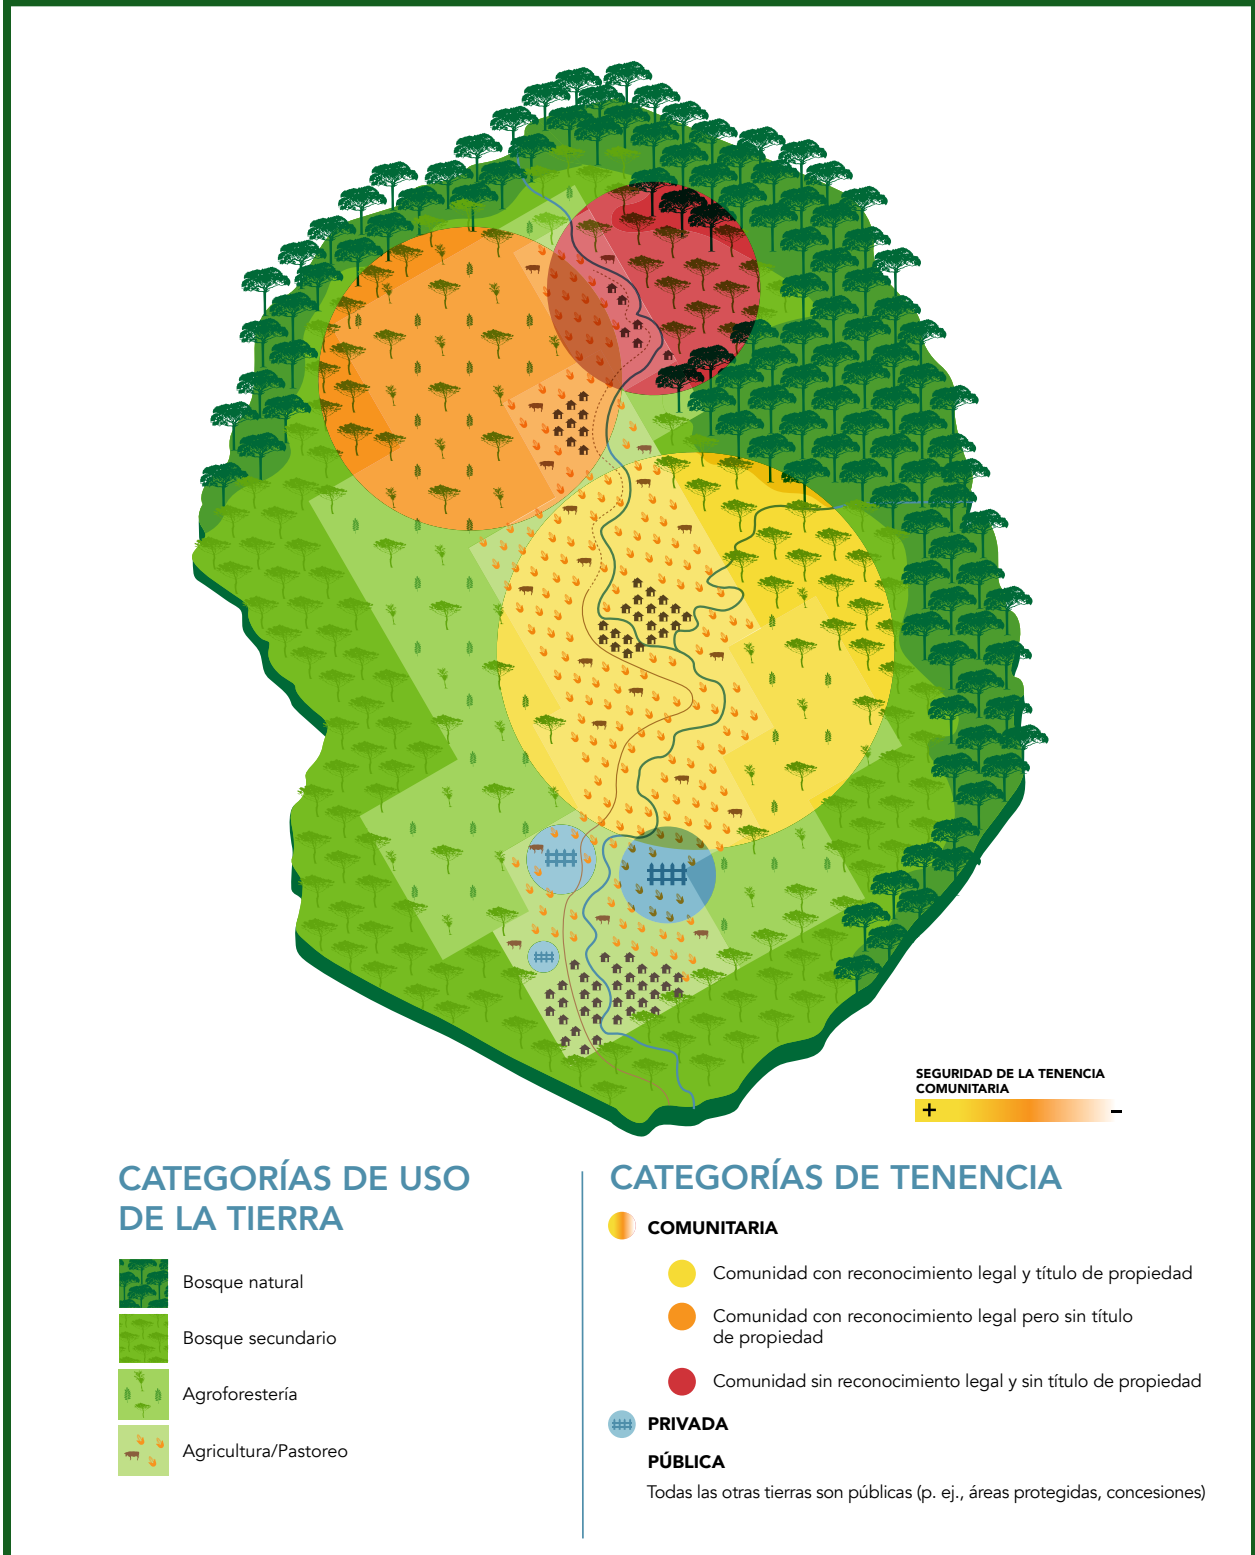 SEGURIDAD DE LA TENENCIA
COMUNITARIA
+ –
CATEGORÍAS DE USO
DE LA TIERRA
Bosque natural
Bosque secundario
Agroforestería
Agricultura/Pastoreo
CATEGORÍAS DE TENENCIA
COMUNITARIA
Comunidad con reconocimiento legal y título de propiedad
Comunidad con reconocimiento legal pero sin título
de propiedad
Comunidad sin reconocimiento legal y sin título de propiedad
PRIVADA
PÚBLICA
Todas las otras tierras son públicas (p. ej., áreas protegidas, concesiones)